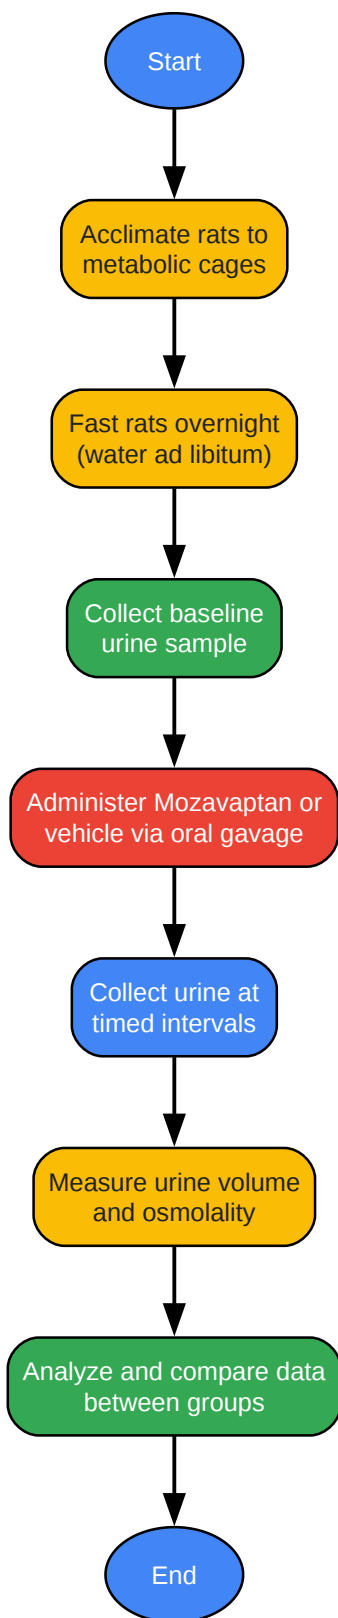 Start
Acclimate rats to
metabolic cages
Fast rats overnight
(water ad libitum)
Collect baseline
urine sample
Administer Mozavaptan or
vehicle via oral gavage
Collect urine at
timed intervals
Measure urine volume
and osmolality
Analyze and compare data
between groups
End